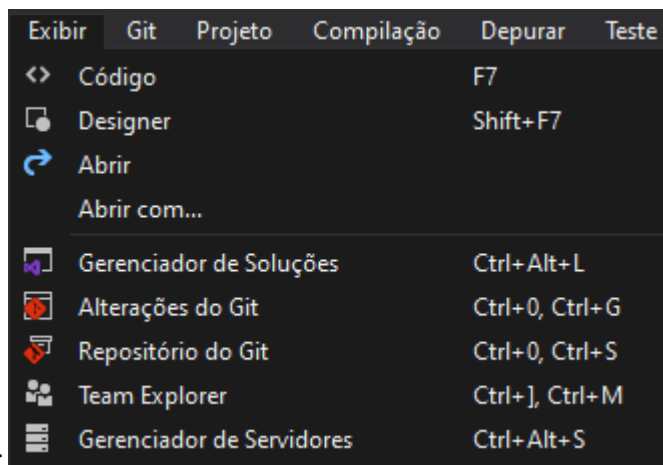 Exibir Git Projeto Compilação Depurar Teste
Código F7
Designer Shift+F7
Abrir
Abrir com...
Gerenciador de Soluções Ctrl+Alt+L
Alterações do Git Ctrl+0, Ctrl+G
Repositório do Git Ctrl+0, Ctrl+S
Team Explorer Ctrl+], Ctrl+M
Gerenciador de Servidores Ctrl+Alt+S